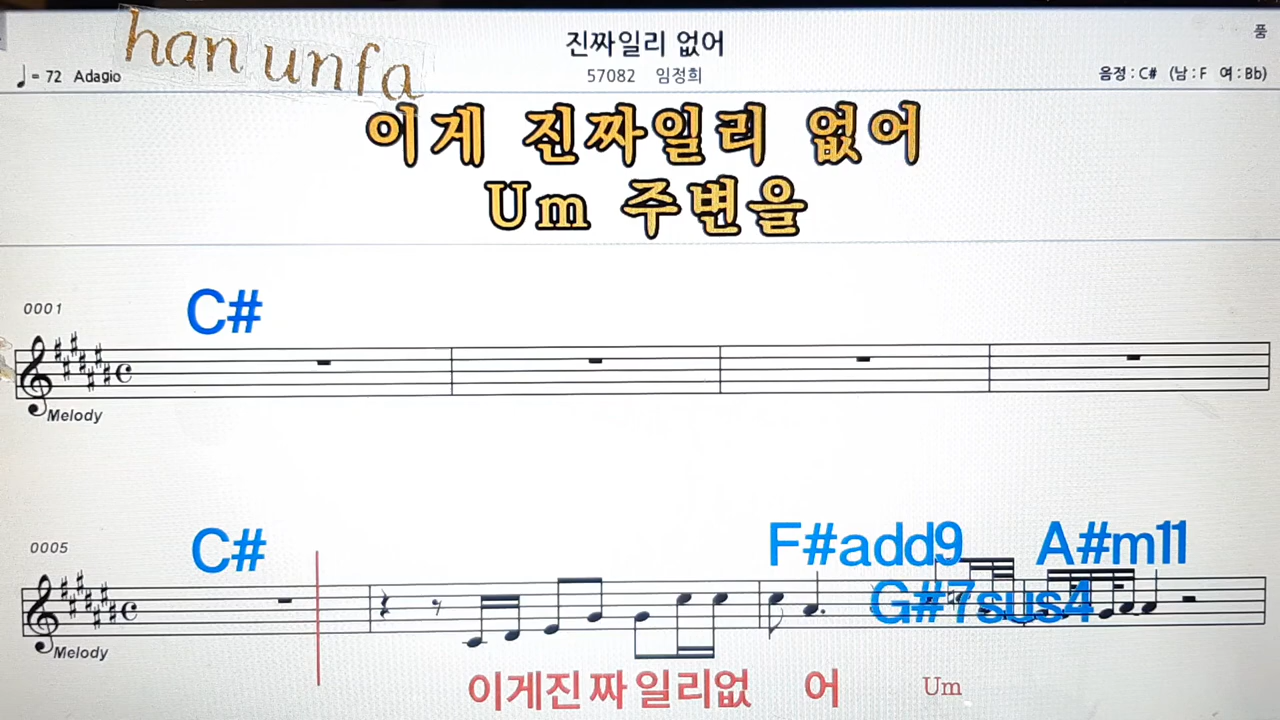 han unfa
진짜일리 없어
품
♩= 72 Adagio
57082 임정희
음정 : C# (남 : F 여 : Bb)
이게 진짜일리 없어
Um 주변을
0001
C#
Melody
0005
C#
F#add9
A#m11
G#7sus4
Melody
이게진짜일리없 어 Um